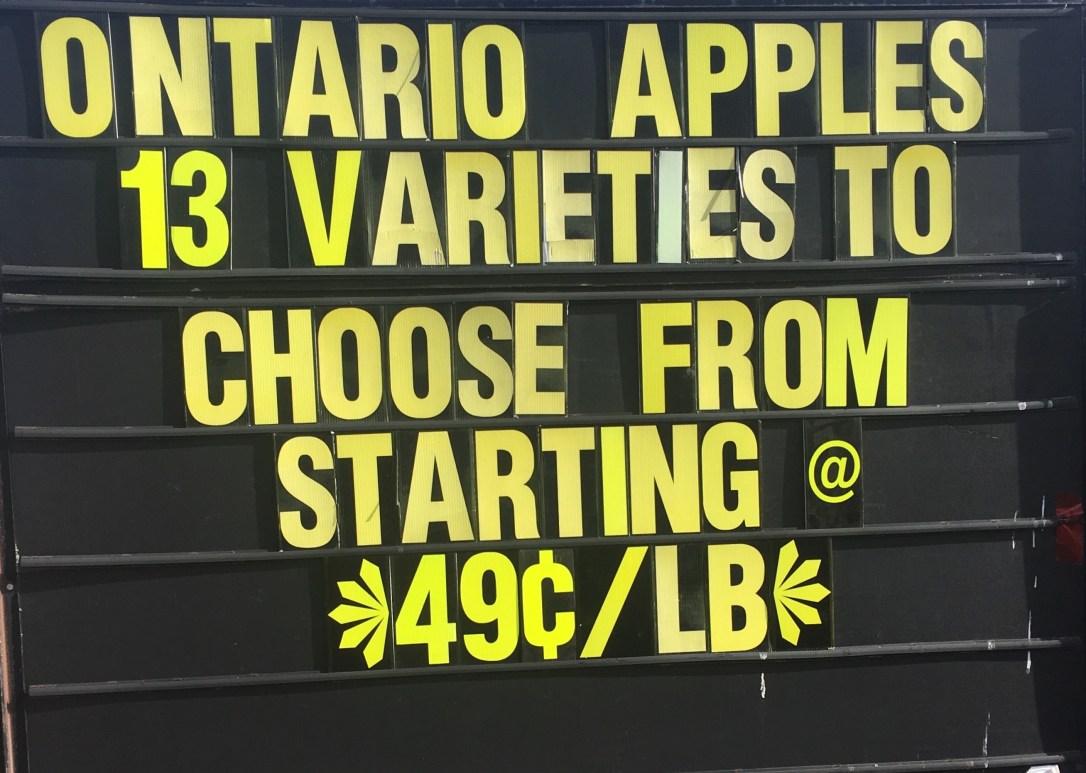 ONTARIO APPLES
13 VARIETIES TO
CHOOSE FROM
STARTING @
49¢/LB